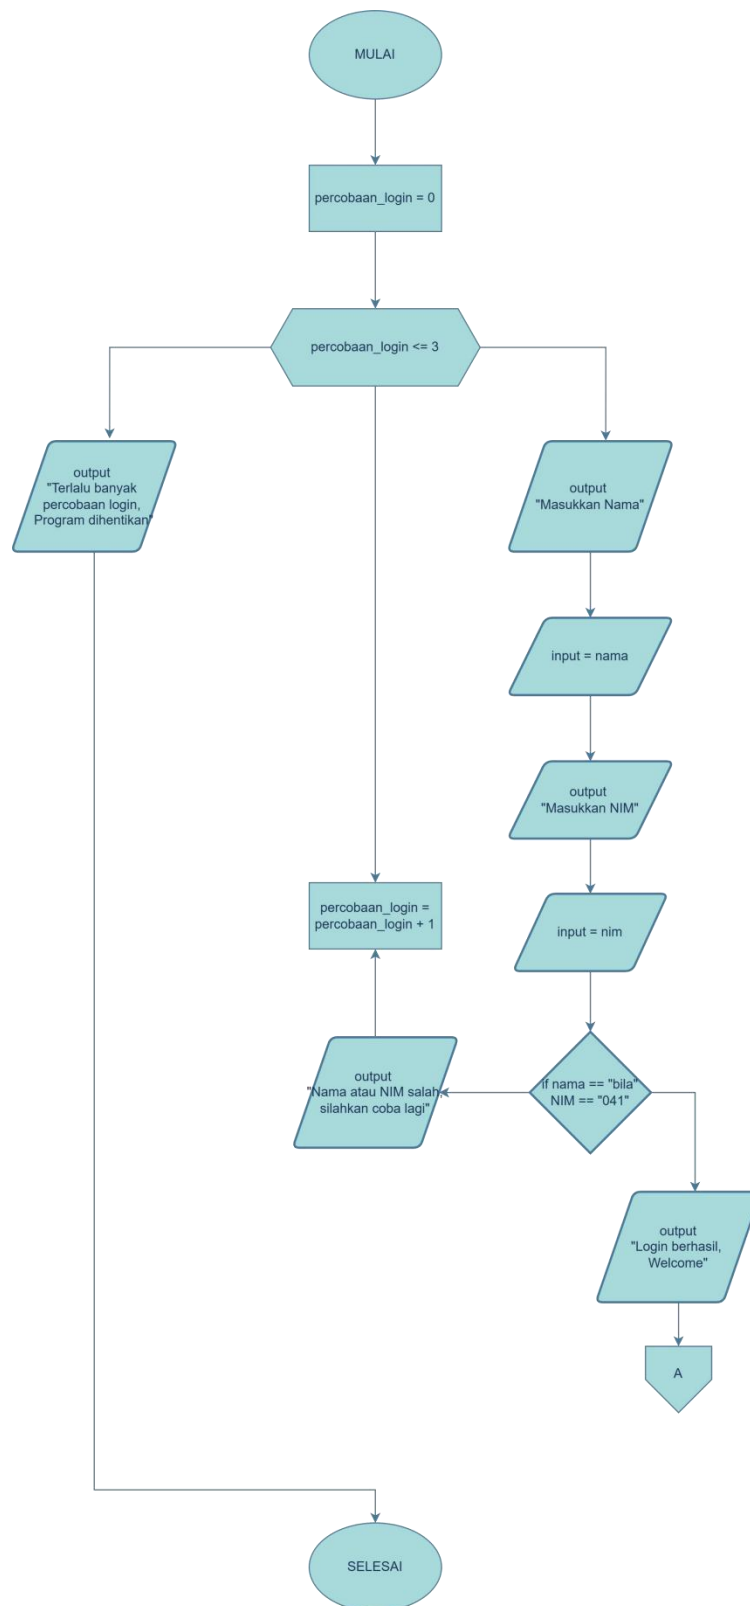 MULAI
percobaan_login = 0
percobaan_login <= 3
output
"Terlalu banyak
percobaan login,
Program dihentikan"
output
"Masukkan Nama"
input = nama
output
"Masukkan NIM"
input = nim
percobaan_login =
percobaan_login + 1
if nama == "bila"
NIM == "041"
output
"Nama atau NIM salah,
silahkan coba lagi"
output
"Login berhasil,
Welcome"
A
SELESAI